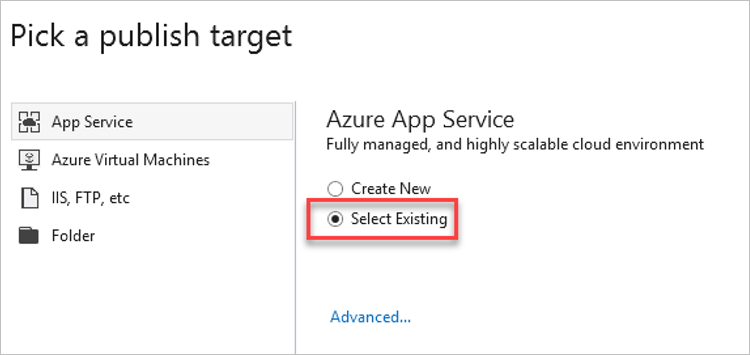 Pick a publish target
App Service
Azure Virtual Machines
IIS, FTP, etc
Folder
Azure App Service
Fully managed, and highly scalable cloud environment
Create New
Select Existing
Advanced...